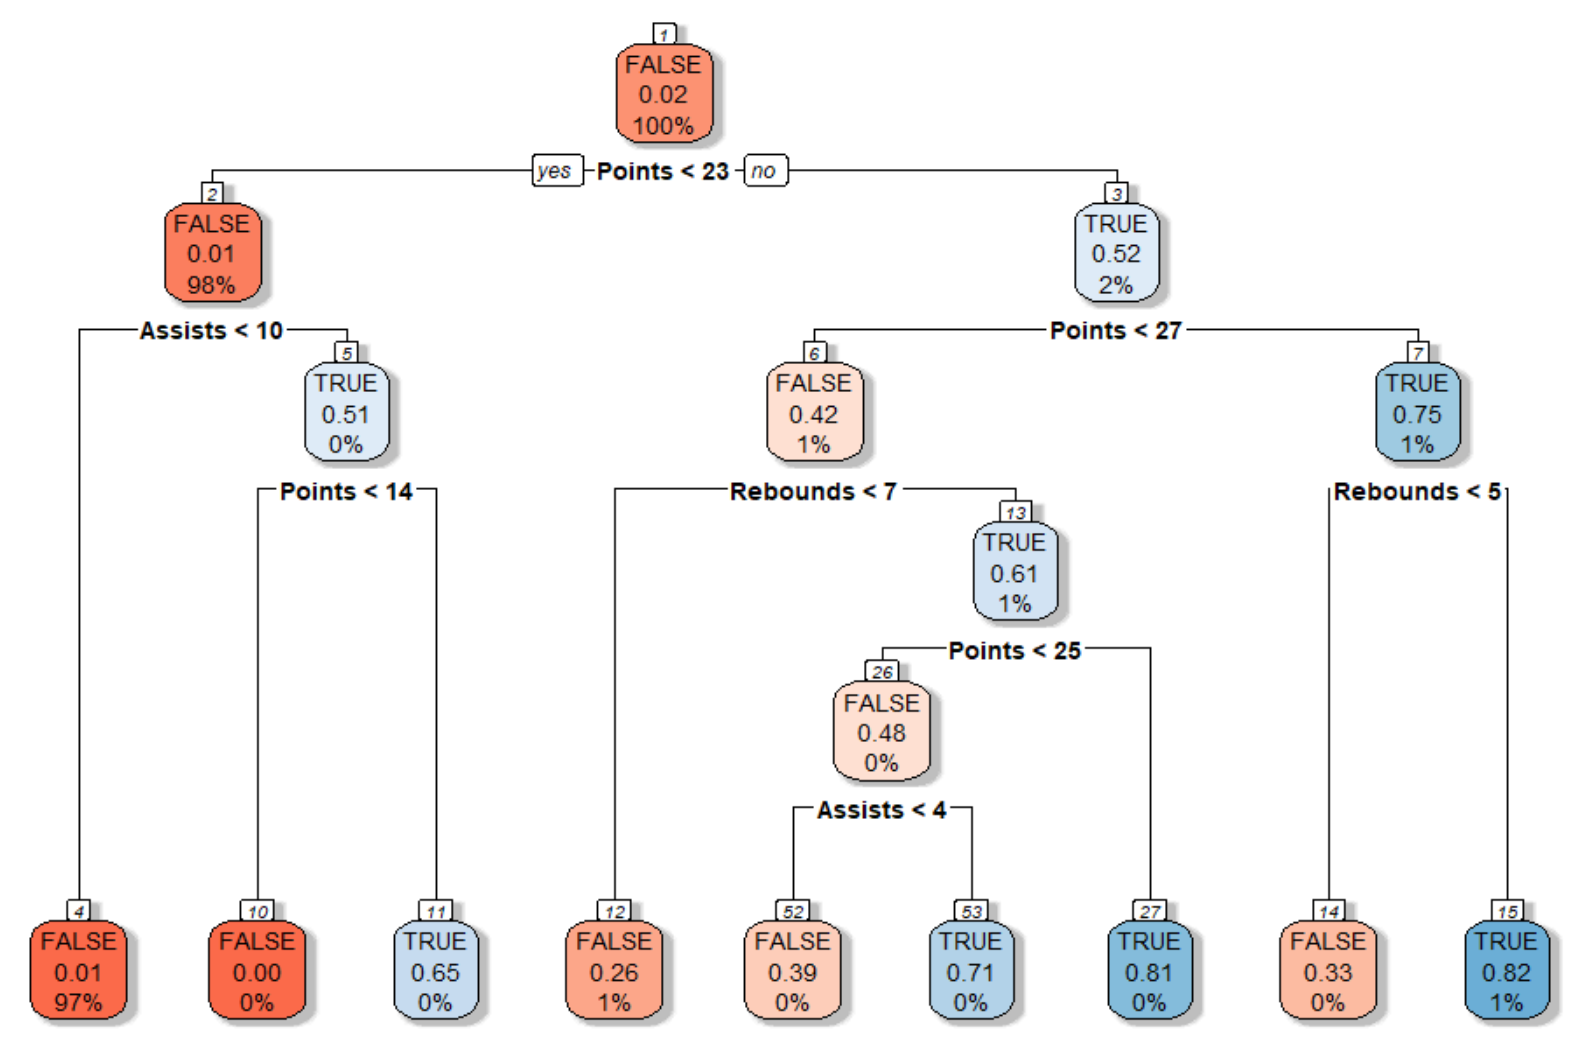 1
FALSE
0.02
100%
yes Points < 23 no
2
FALSE
0.01
98%
3
TRUE
0.52
2%
Assists < 10
Points < 27
5
TRUE
0.51
0%
6
FALSE
0.42
1%
7
TRUE
0.75
1%
Points < 14
Rebounds < 7
Rebounds < 5
13
TRUE
0.61
1%
Points < 25
26
FALSE
0.48
0%
Assists < 4
4
FALSE
0.01
97%
10
FALSE
0.00
0%
11
TRUE
0.65
0%
12
FALSE
0.26
1%
52
FALSE
0.39
0%
53
TRUE
0.71
0%
27
TRUE
0.81
0%
14
FALSE
0.33
0%
15
TRUE
0.82
1%